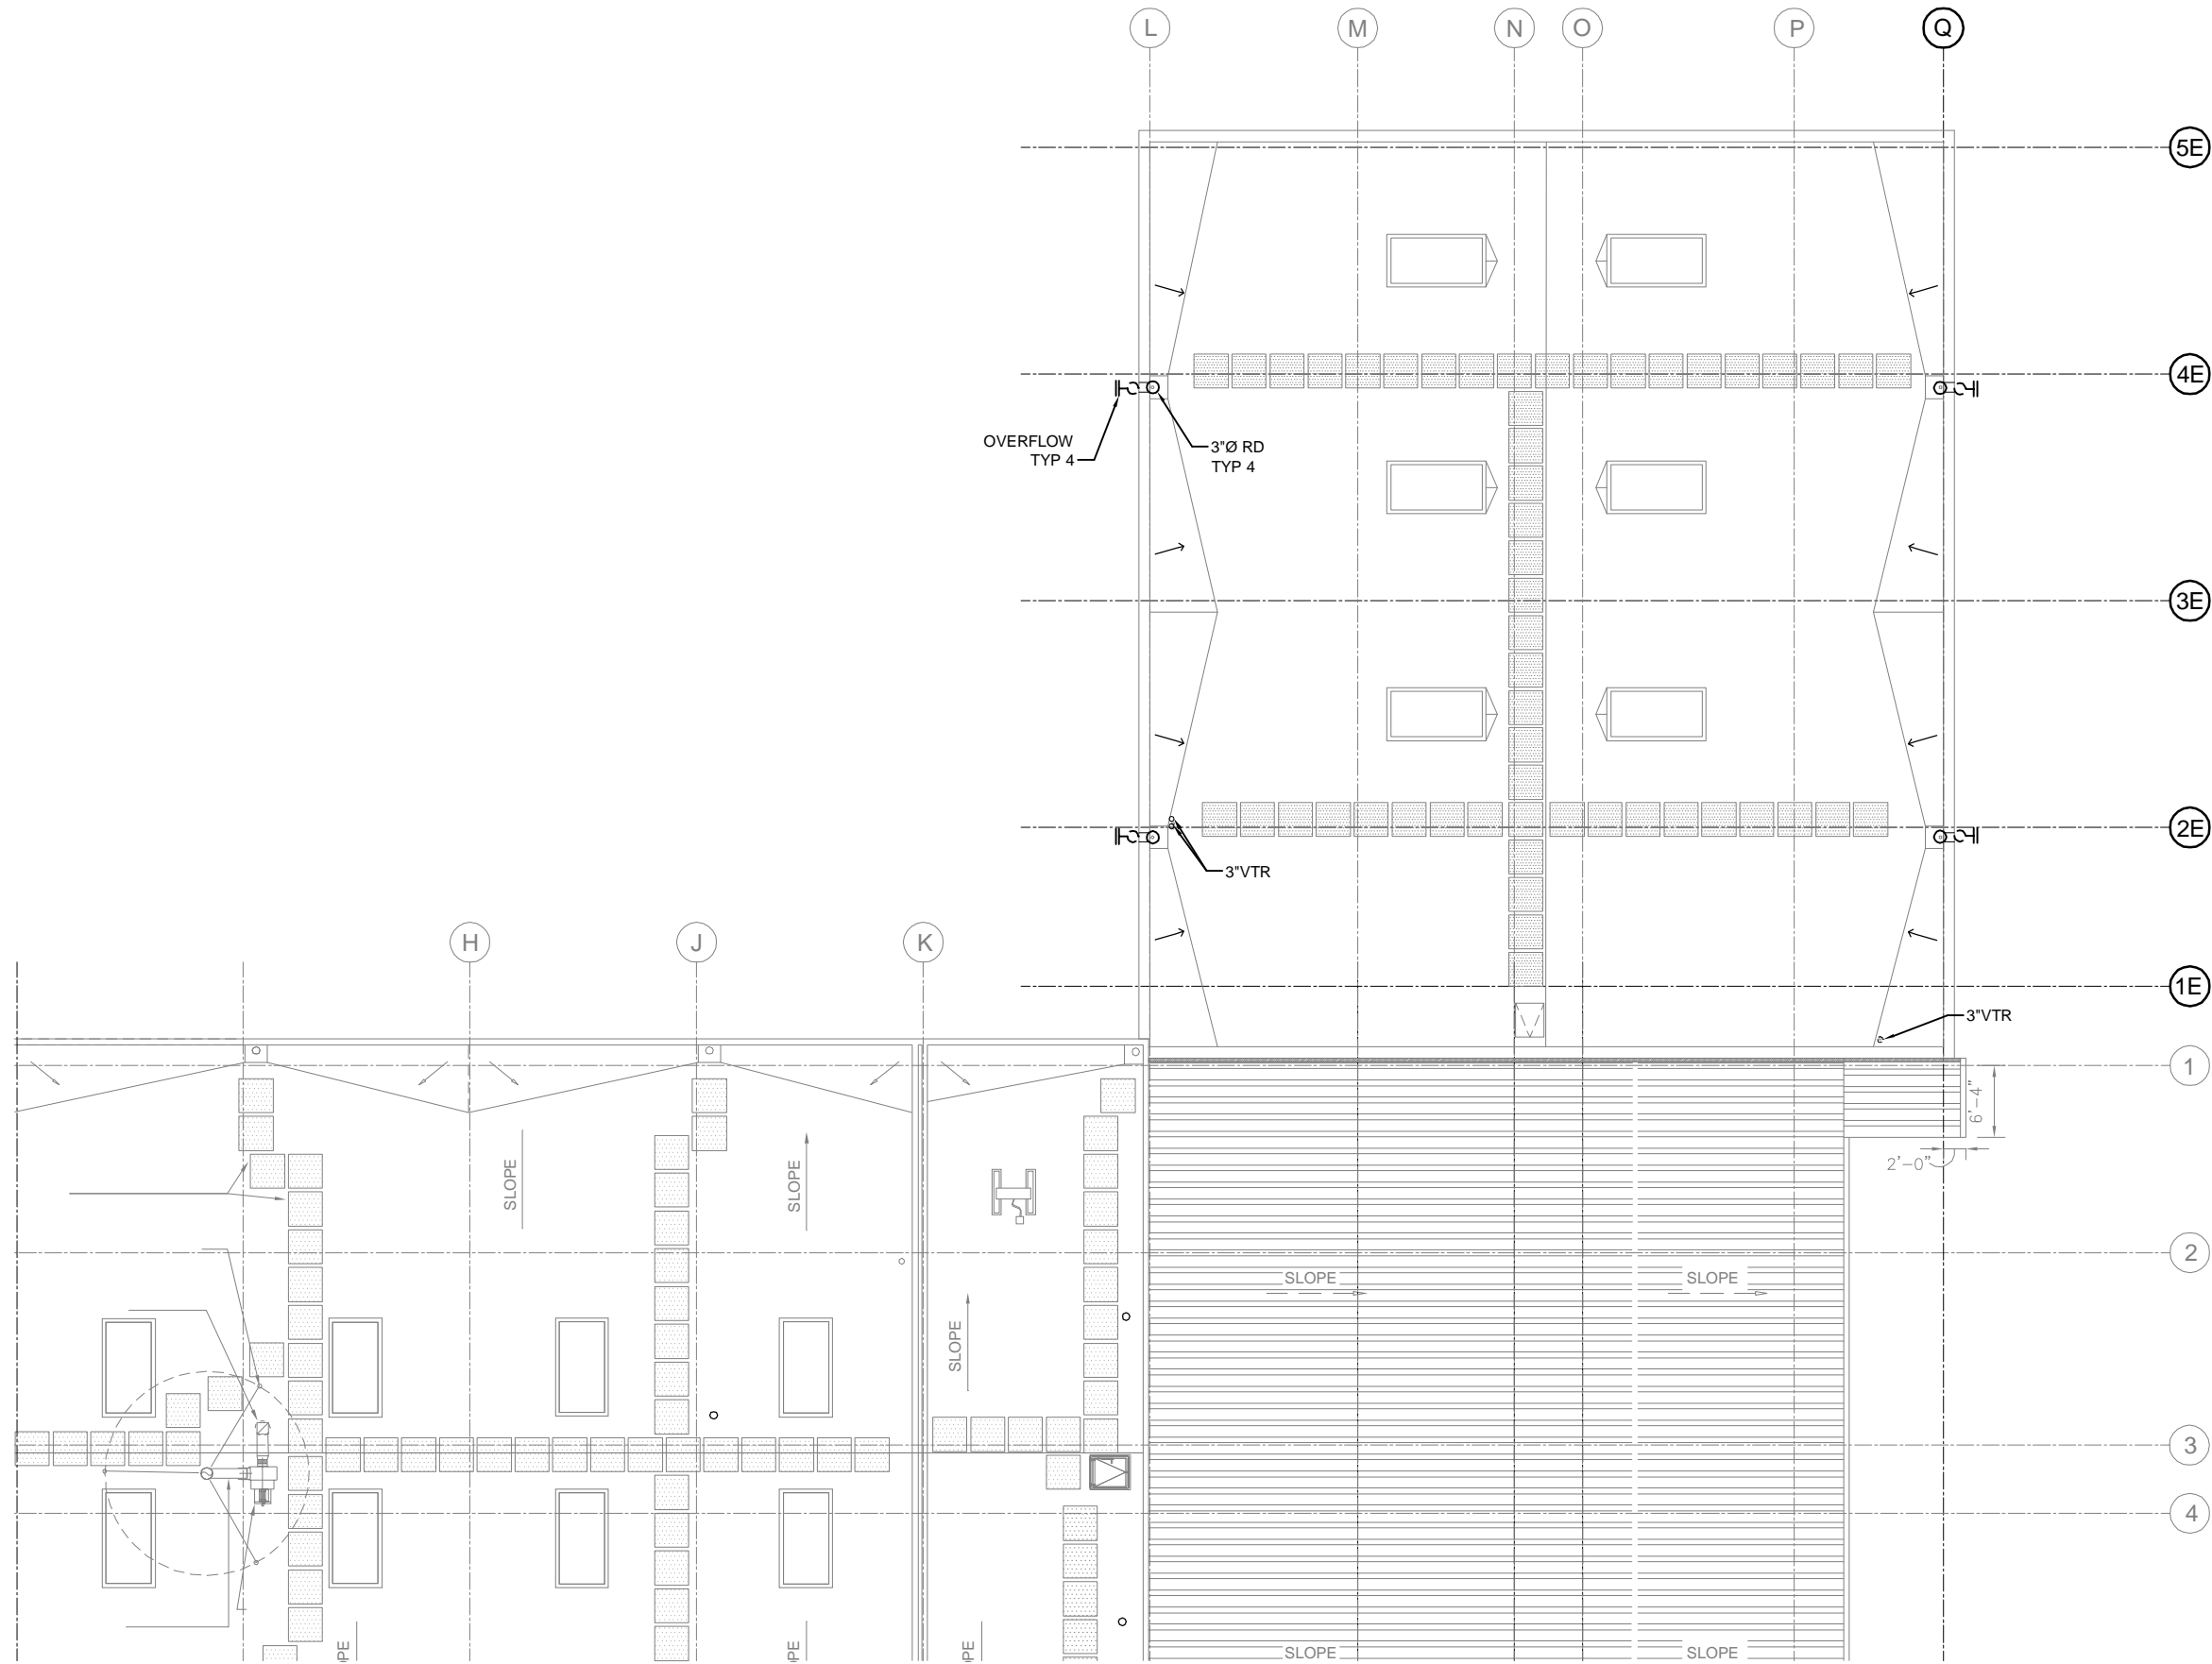 L
M
N
O
P
Q
5E
4E
OVERFLOW
TYP 4
3"Ø RD
TYP 4
3E
2E
3"VTR
H
J
K
1E
3"VTR
1
6'-4"
2'-0"
SLOPE
SLOPE
2
SLOPE
SLOPE
SLOPE
3
4
SLOPE
SLOPE